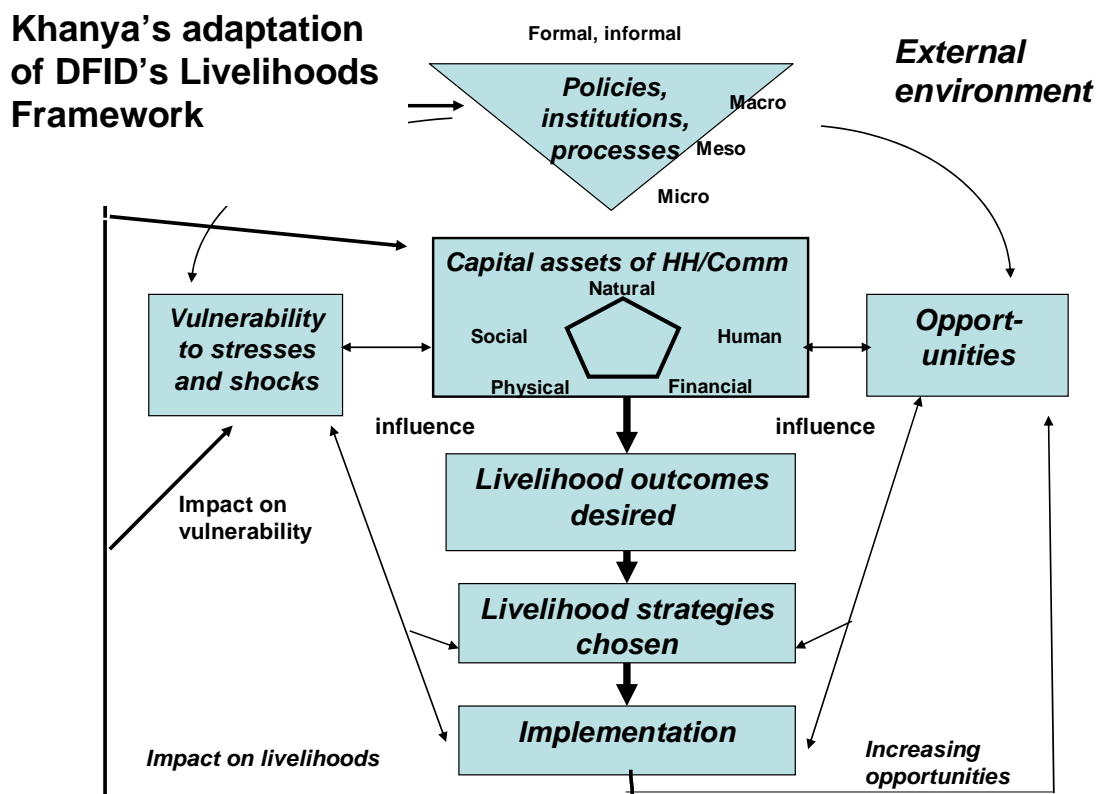 Khanya's adaptation
of DFID's Livelihoods
Framework
Formal, informal
External
environment
Policies,
institutions,
processes
Macro
Meso
Micro
Capital assets of HH/Comm
Natural
Social
Human
Physical
Financial
Vulnerability
to stresses
and shocks
Opport-
unities
influence
influence
Livelihood outcomes
desired
Impact on
vulnerability
Livelihood strategies
chosen
Implementation
Impact on livelihoods
Increasing
opportunities